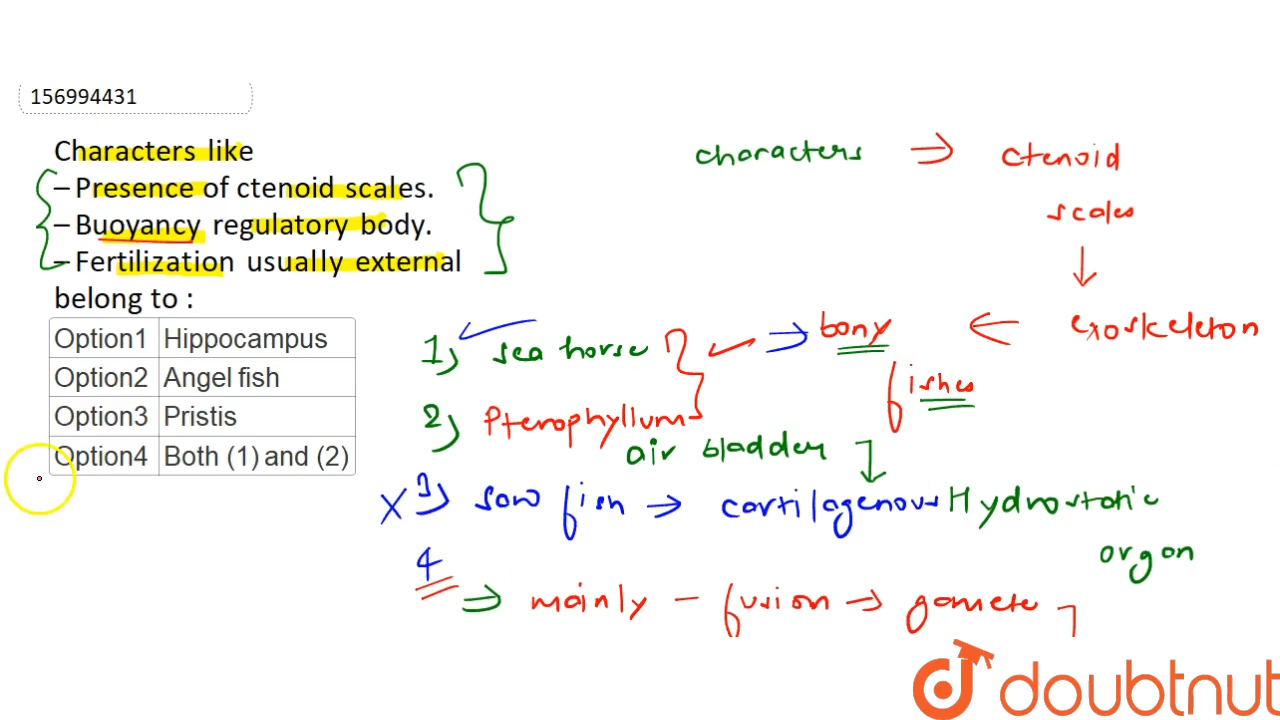 156994431
Characters like
– Presence of ctenoid scales.
– Buoyancy regulatory body.
– Fertilization usually external
belong to :
Option1 Hippocampus
Option2 Angel fish
Option3 Pristis
Option4 Both (1) and (2)
characters ⇒ ctenoid
scales
↓
exoskeleton
←
1) sea horse ⇒ bony
fishes
2) Pterophyllum
air bladder ↓
X 3) saw fish → cartilagenous Hydrostatic
organ
4
⇒ mainly – fusion → gamete
doubtnut